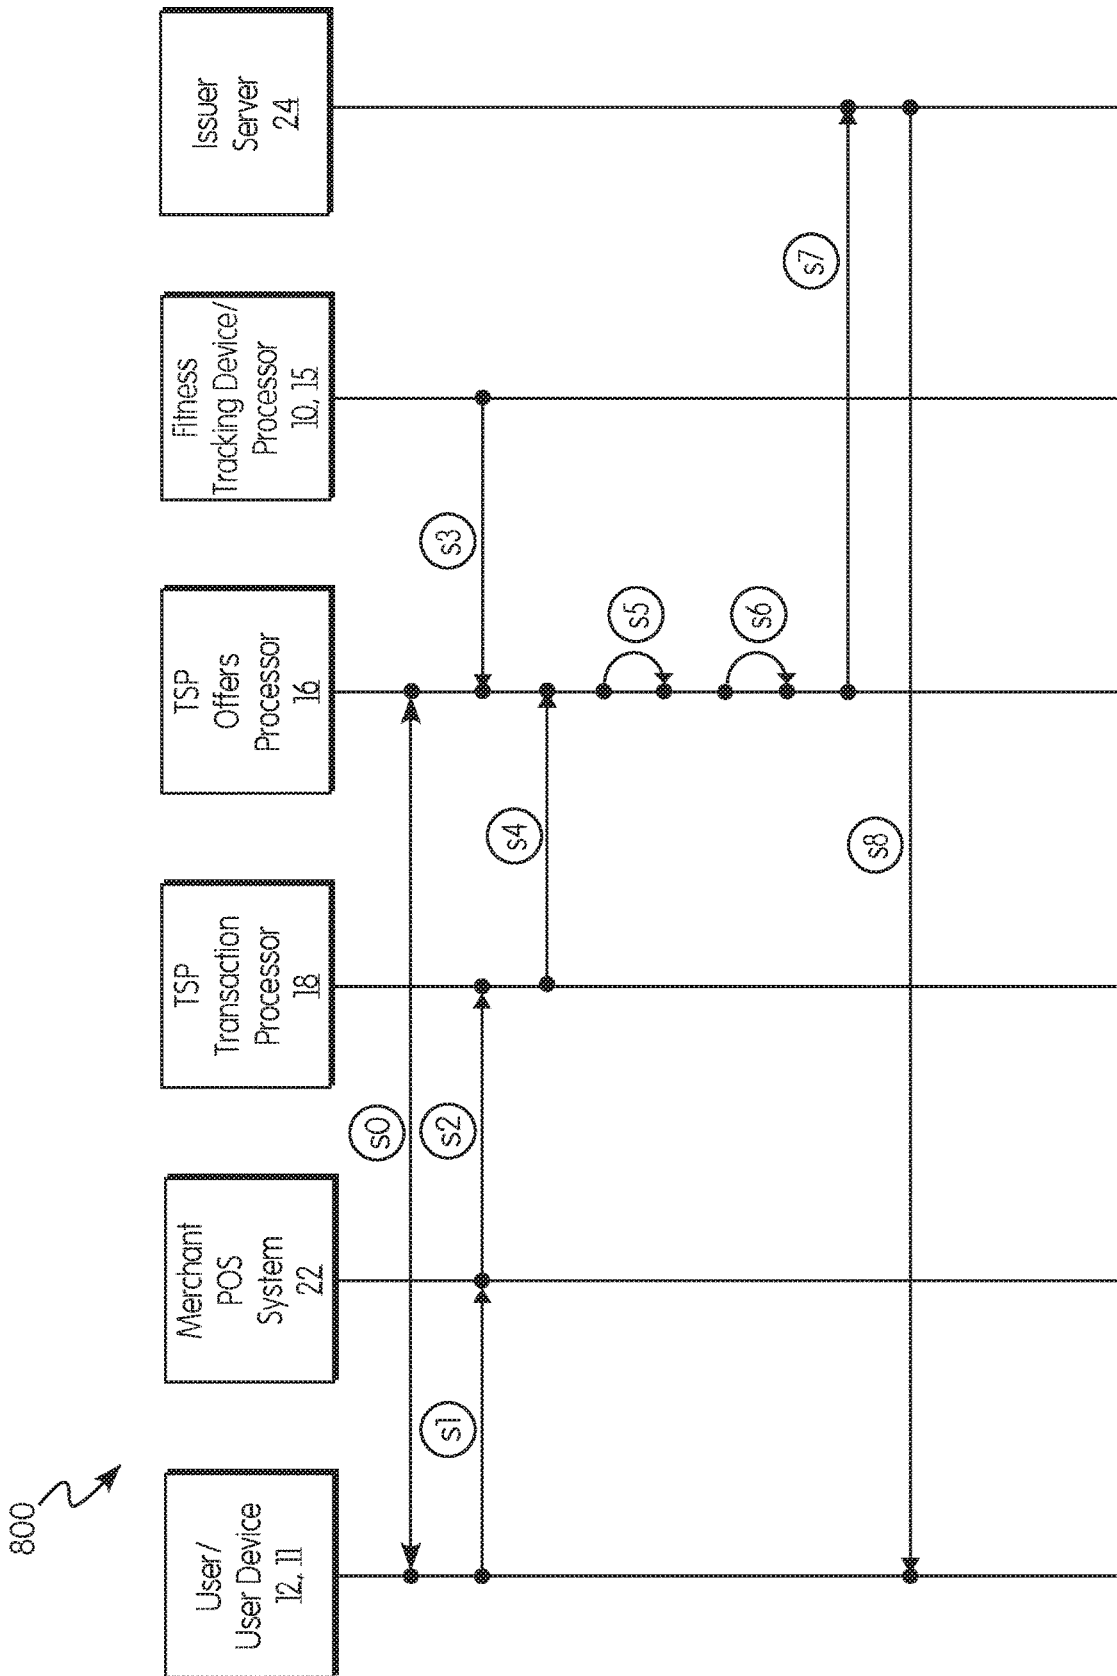 800
User/
User Device
12, 11
Merchant
POS
System
22
TSP
Transaction
Processor
18
TSP
Offers
Processor
16
Fitness
Tracking Device/
Processor
10, 15
Issuer
Server
24
s0
s1
s2
s3
s4
s5
s6
s7
s8